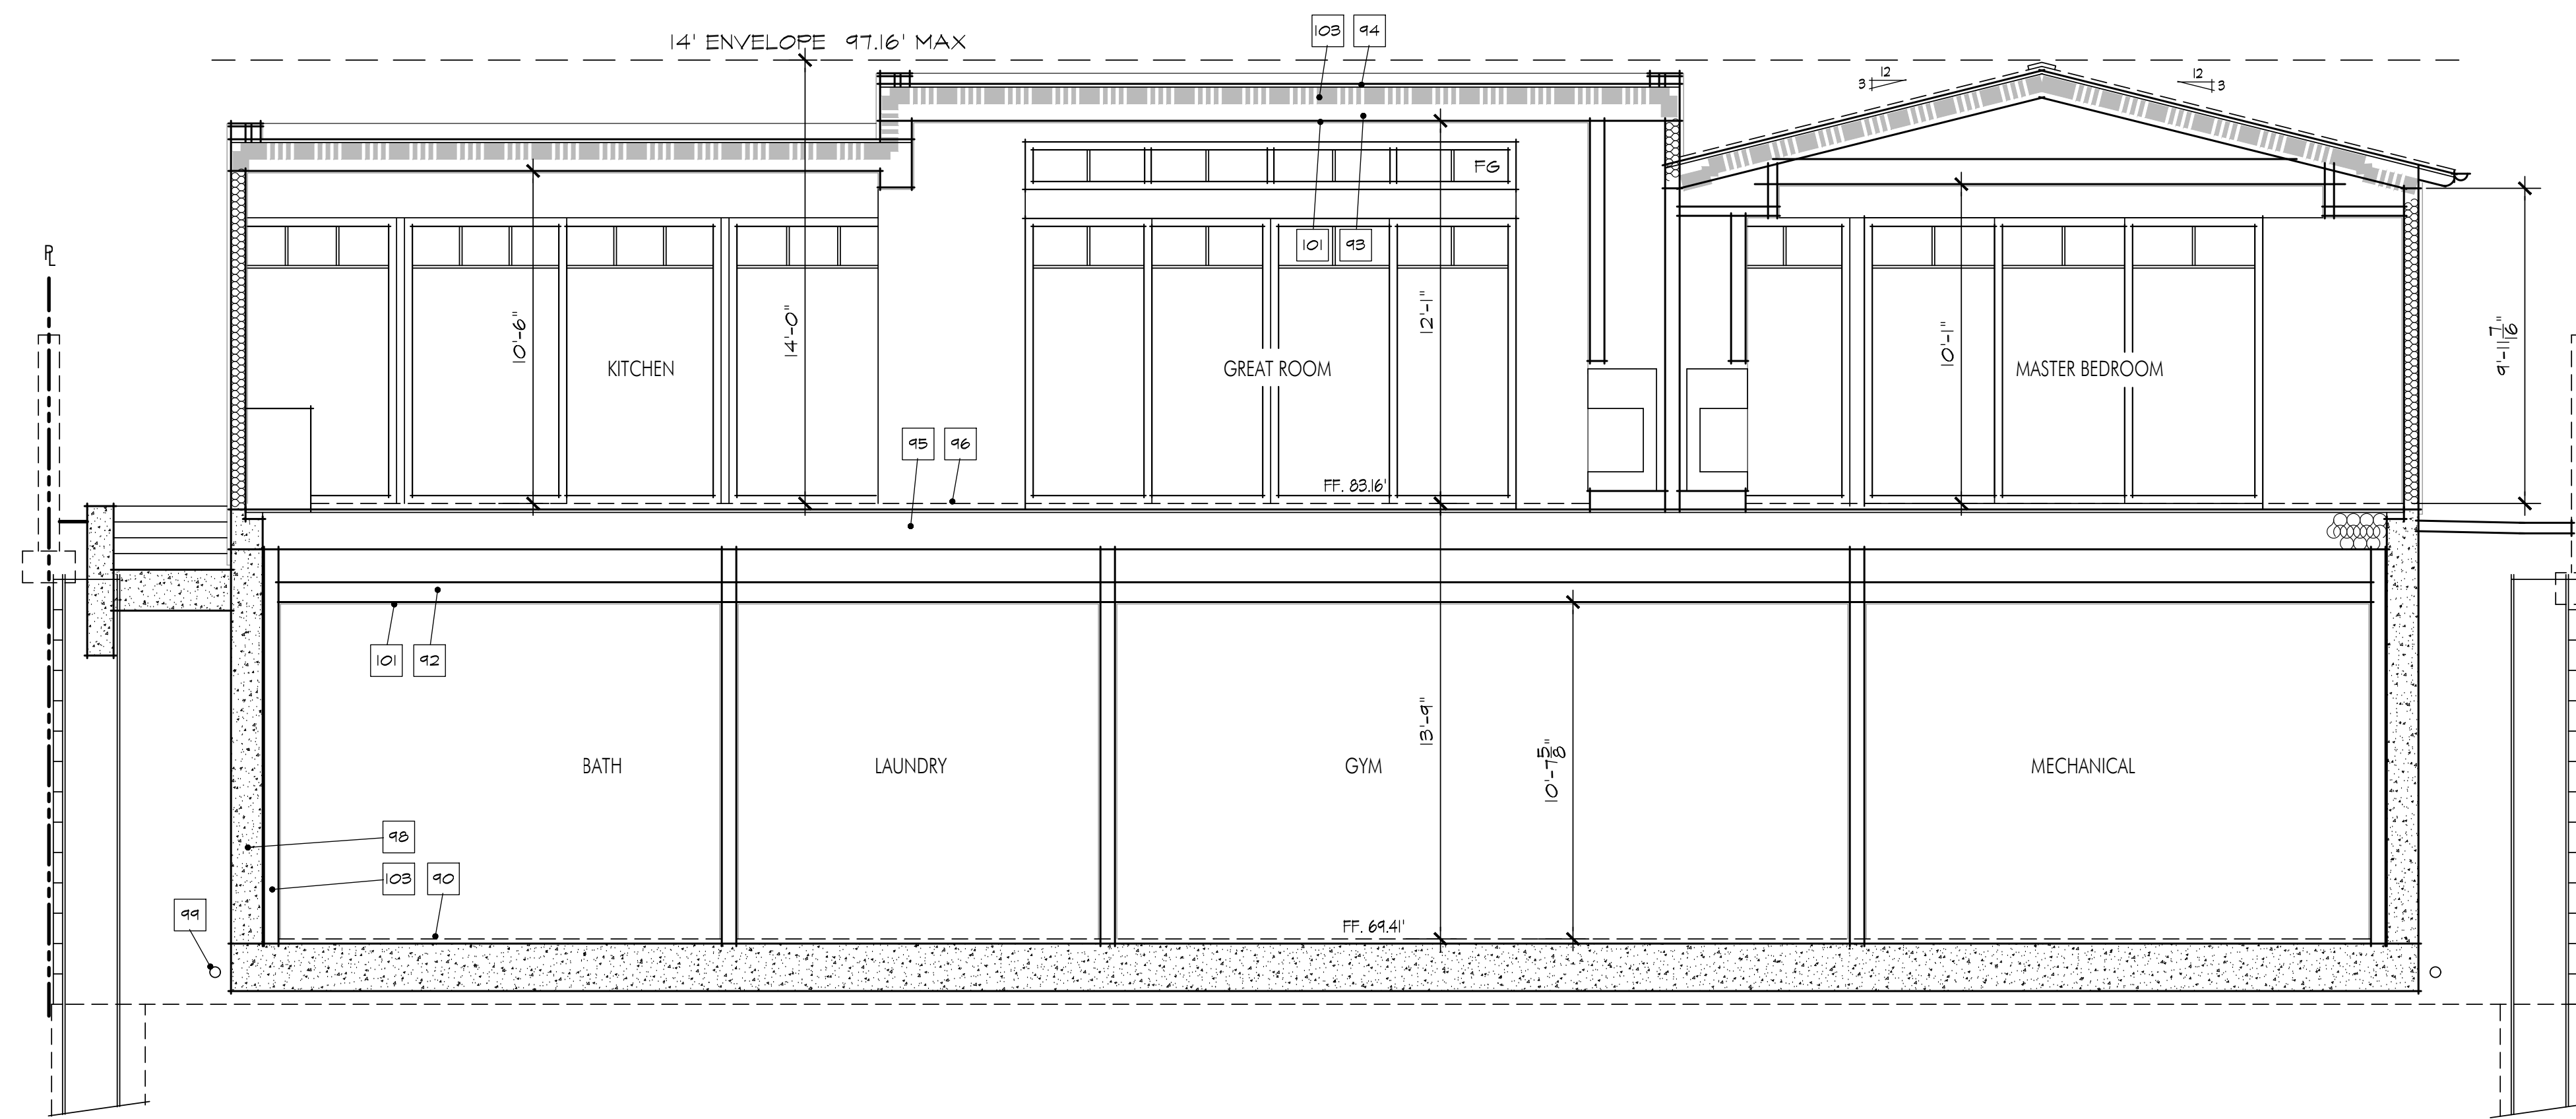 14' ENVELOPE 97.16' MAX
103 94
12
3
12
3
FG
PL
101 93
10'-6"
14'-0"
12'-1"
10'-1"
9'-11 7/16"
KITCHEN
GREAT ROOM
MASTER BEDROOM
95 96
FF. 83.16'
101 92
13'-9"
10'-7 5/8"
BATH
LAUNDRY
GYM
MECHANICAL
98
103 90
99
FF. 69.41'